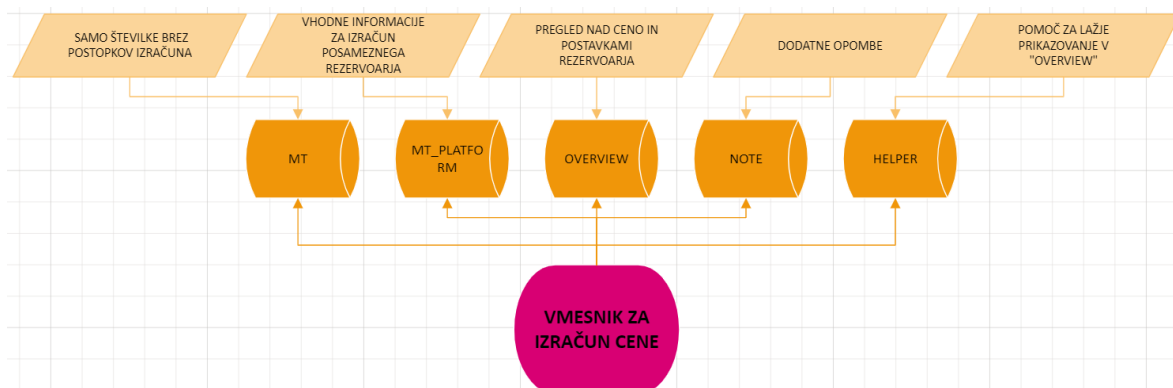 SAMO ŠTEVILKE BREZ
POSTOPKOV IZRAČUNA
VHODNE INFORMACIJE
ZA IZRAČUN
POSAMEZNEGA
REZERVOARJA
PREGLED NAD CENO IN
POSTAVKAMI
REZERVOARJA
DODATNE OPOMBE
POMOČ ZA LAŽJE
PRIKAZOVANJE V
"OVERVIEW"
MT
MT_PLATFO
RM
OVERVIEW
NOTE
HELPER
VMESNIK ZA
IZRAČUN CENE